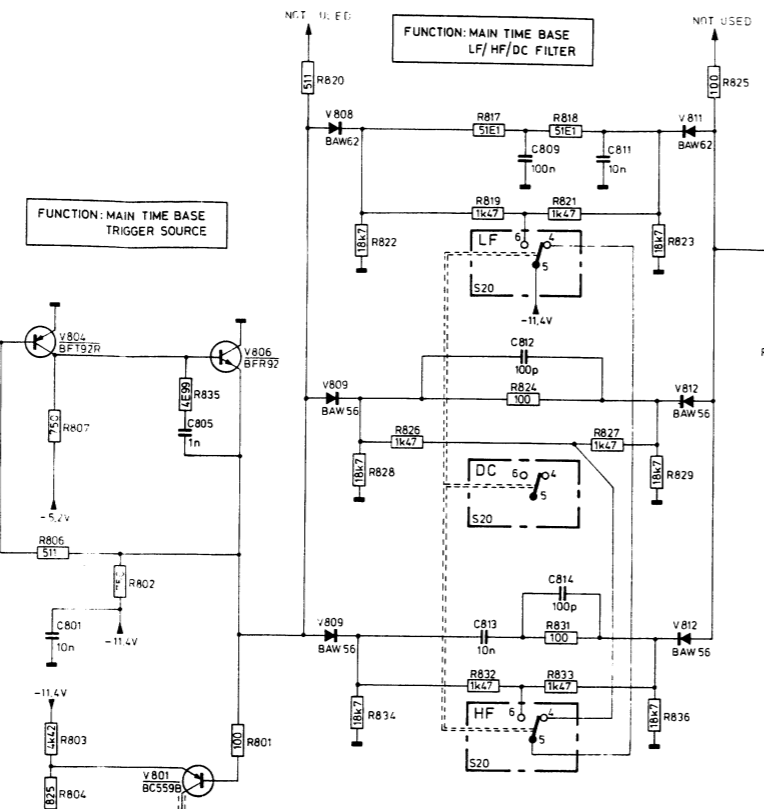 NOT USED
FUNCTION: MAIN TIME BASE
LF/HF/DC FILTER
NOT USED
511
R820
100
R825
V808
BAW62
R817
51E1
R818
51E1
V811
BAW62
C809
100n
C811
10n
FUNCTION: MAIN TIME BASE
TRIGGER SOURCE
R819
1k47
R821
1k47
18k7
R822
18k7
R823
LF
6
4
5
S20
-11,4V
V804
BFT92R
V806
BFR92
4E99
R835
C805
1n
750
R807
-5,2V
C812
100p
R824
100
V809
BAW56
V812
BAW56
R826
1k47
R827
1k47
18k7
R828
18k7
R829
DC
6
4
5
S20
R806
511
R802
C801
10n
-11,4V
C814
100p
V809
BAW56
C813
10n
R831
100
V812
BAW56
R832
1k47
R833
1k47
18k7
R834
18k7
R836
HF
6
4
5
S20
-11,4V
4k42
R803
100
R801
825
R804
V801
BC559B